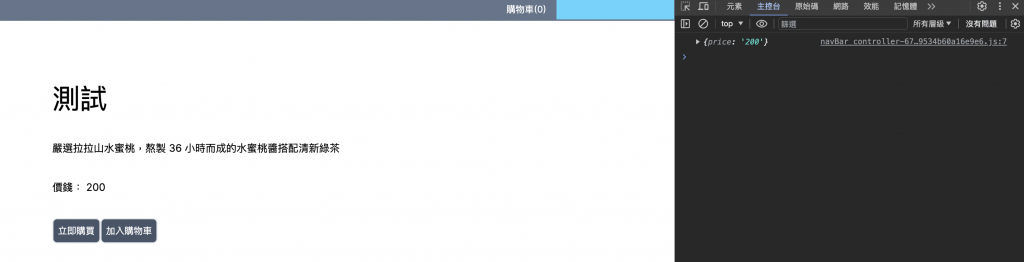 購物車(0)
測試
嚴選拉拉山水蜜桃，熬製 36 小時而成的水蜜桃醬搭配清新綠茶
價錢： 200
立即購買 加入購物車
元素 主控台 原始碼 網路 效能 記憶體 »
top ▼ 篩選 所有層級 ▼ 沒有問題
▶ {price: '200'} navBar_controller-67…9534b60a16e9e6.js:7
›